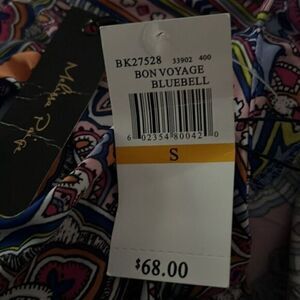 BK27528 33902 400
BON VOYAGE
BLUEBELL
6 02354 80042 0
S
$68.00